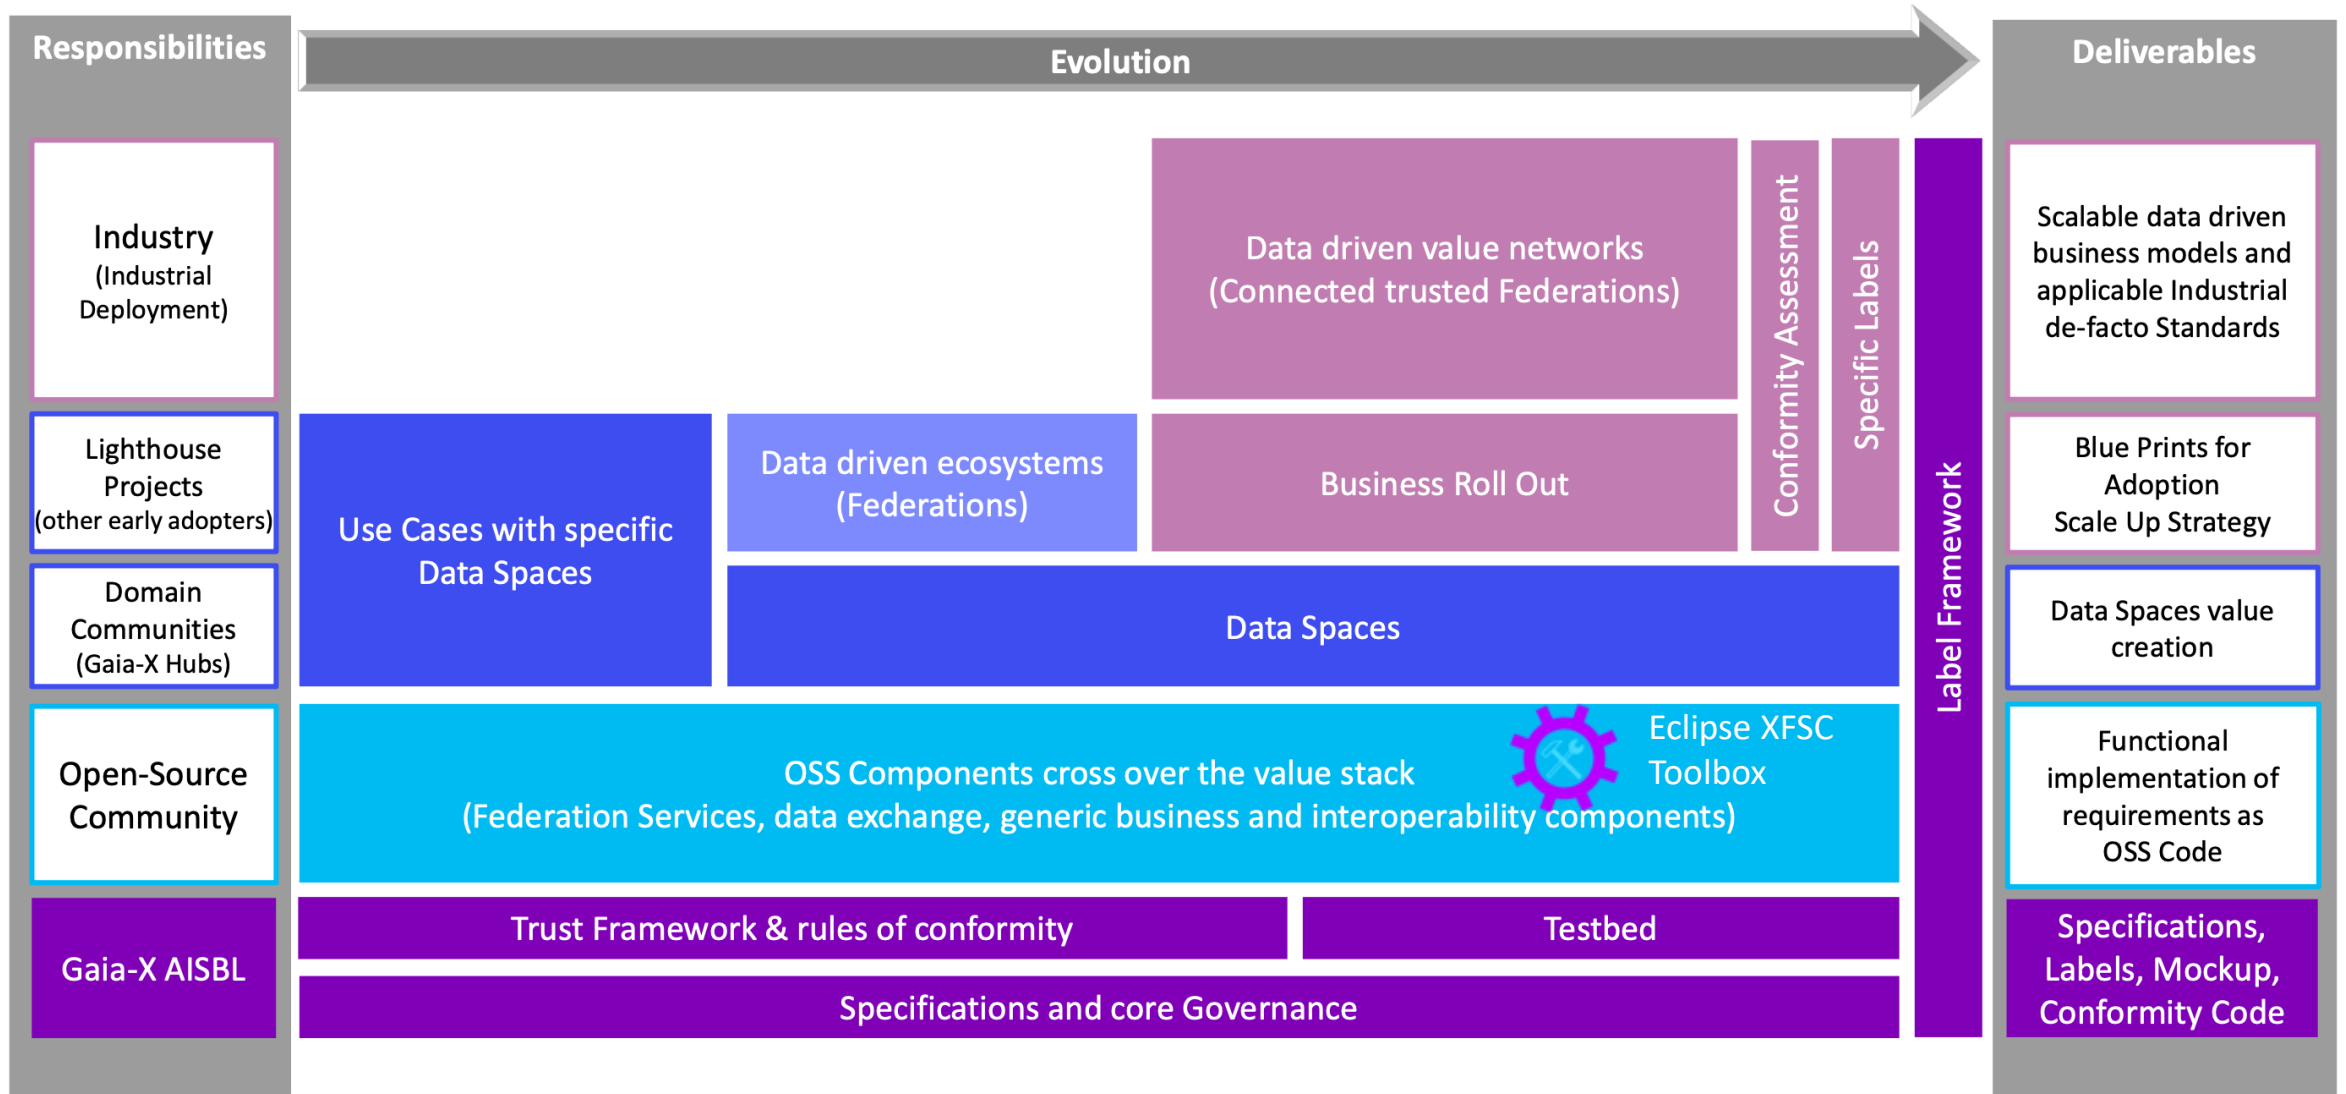 Responsibilities
Evolution
Deliverables
Industry
(Industrial
Deployment)
Data driven value networks
(Connected trusted Federations)
Conformity Assessment
Specific Labels
Label Framework
Scalable data driven
business models and
applicable Industrial
de-facto Standards
Lighthouse
Projects
(other early adopters)
Use Cases with specific
Data Spaces
Data driven ecosystems
(Federations)
Business Roll Out
Blue Prints for
Adoption
Scale Up Strategy
Domain
Communities
(Gaia-X Hubs)
Data Spaces
Data Spaces value
creation
Open-Source
Community
OSS Components cross over the value stack
(Federation Services, data exchange, generic business and interoperability components)
Eclipse XFSC
Toolbox
Functional
implementation of
requirements as
OSS Code
Gaia-X AISBL
Trust Framework & rules of conformity
Testbed
Specifications and core Governance
Specifications,
Labels, Mockup,
Conformity Code